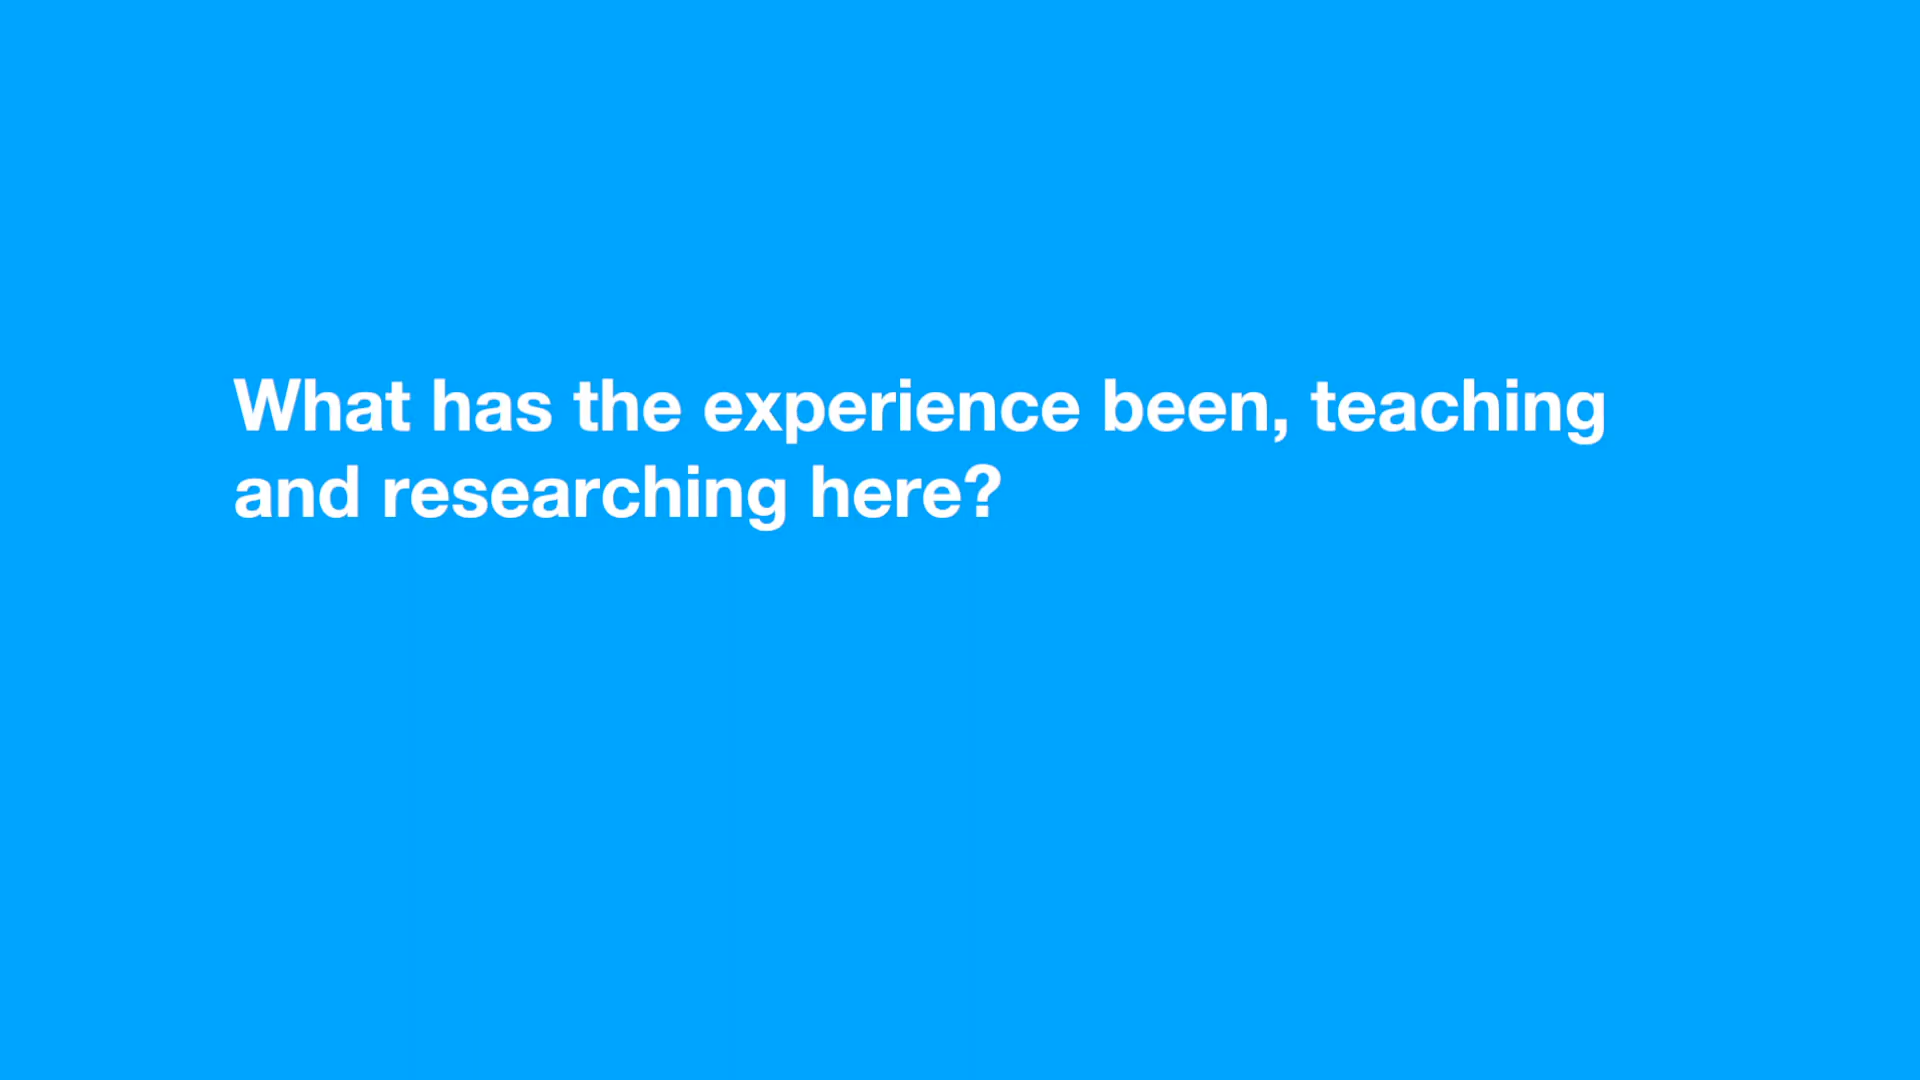 What has the experience been, teaching
and researching here?